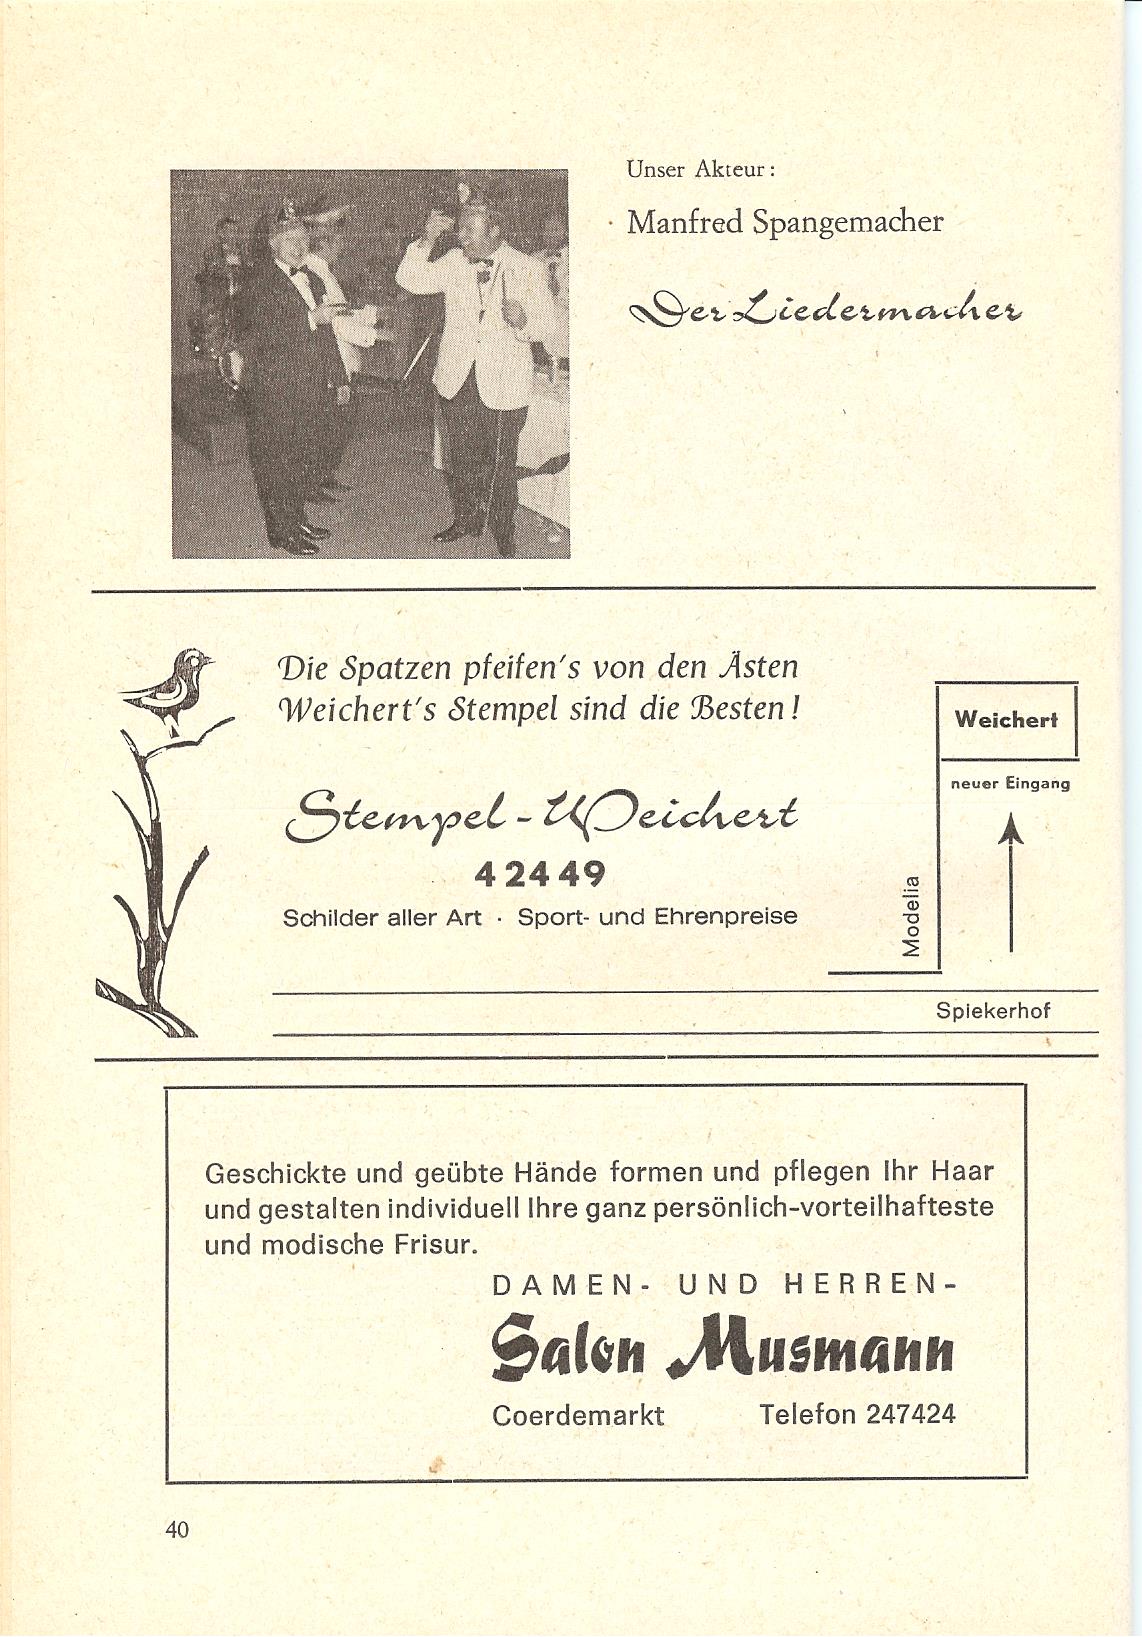 Unser Akteur:
Manfred Spangemacher
Der Liedermacher
Die Spatzen pfeifen's von den Ästen
Weichert's Stempel sind die Besten!
Stempel-Weichert
4 24 49
Schilder aller Art · Sport- und Ehrenpreise
Weichert
neuer Eingang
Modelia
Spiekerhof
Geschickte und geübte Hände formen und pflegen Ihr Haar
und gestalten individuell Ihre ganz persönlich-vorteilhafteste
und modische Frisur.
DAMEN- UND HERREN-
Salon Musmann
Coerdemarkt Telefon 247424
40